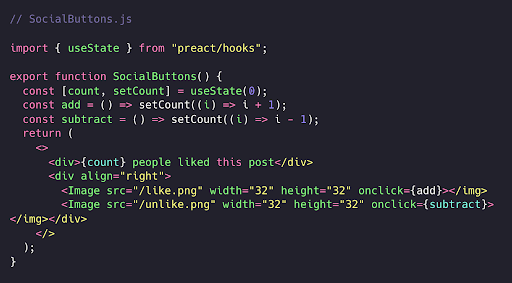 // SocialButtons.js
import { useState } from "preact/hooks";
export function SocialButtons() {
  const [count, setCount] = useState(0);
  const add = () => setCount((i) => i + 1);
  const subtract = () => setCount((i) => i - 1);
  return (
    <>
      <div>{count} people liked this post</div>
      <div align="right">
        <Image src="/like.png" width="32" height="32" onclick={add}></img>
        <Image src="/unlike.png" width="32" height="32" onclick={subtract}>
</img></div>
    </>
  );
}